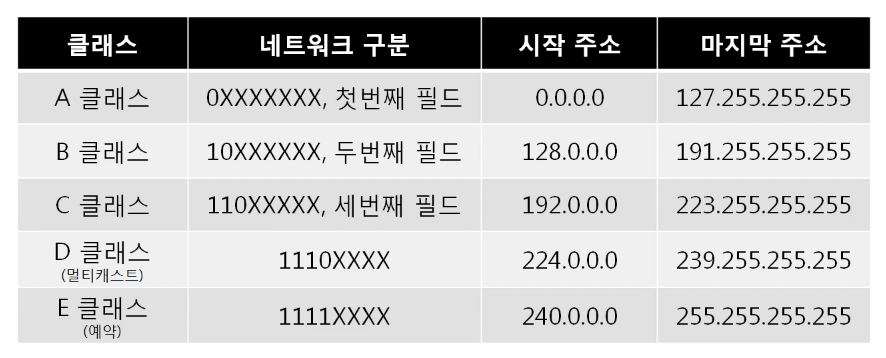 클래스 네트워크 구분 시작 주소 마지막 주소
A 클래스 0XXXXXXX, 첫번째 필드 0.0.0.0 127.255.255.255
B 클래스 10XXXXXX, 두번째 필드 128.0.0.0 191.255.255.255
C 클래스 110XXXXX, 세번째 필드 192.0.0.0 223.255.255.255
D 클래스 1110XXXX 224.0.0.0 239.255.255.255
(멀티캐스트)
E 클래스 1111XXXX 240.0.0.0 255.255.255.255
(예약)